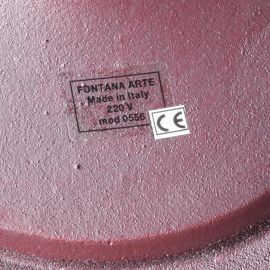 FONTANA ARTE
Made in Italy
220 V
mod 0556
CE